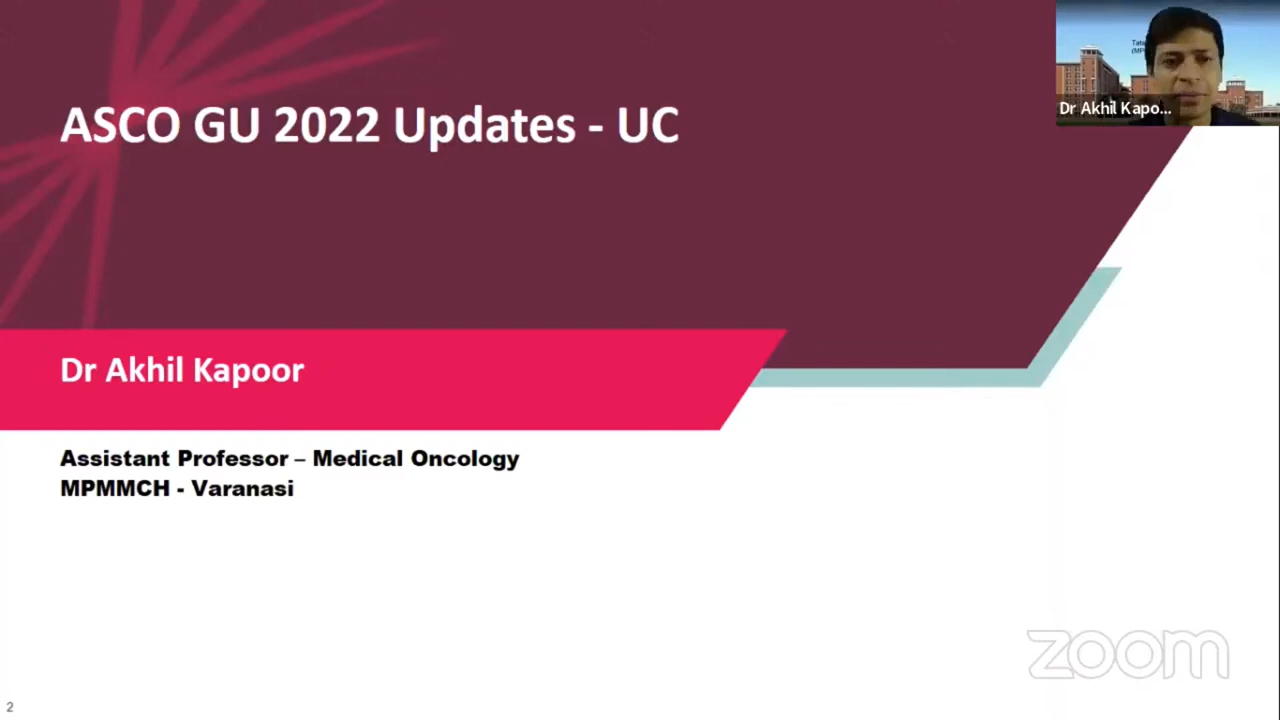 ASCO GU 2022 Updates - UC
Dr Akhil Kapo...
Dr Akhil Kapoor
Assistant Professor – Medical Oncology
MPMMCH - Varanasi
zoom
2